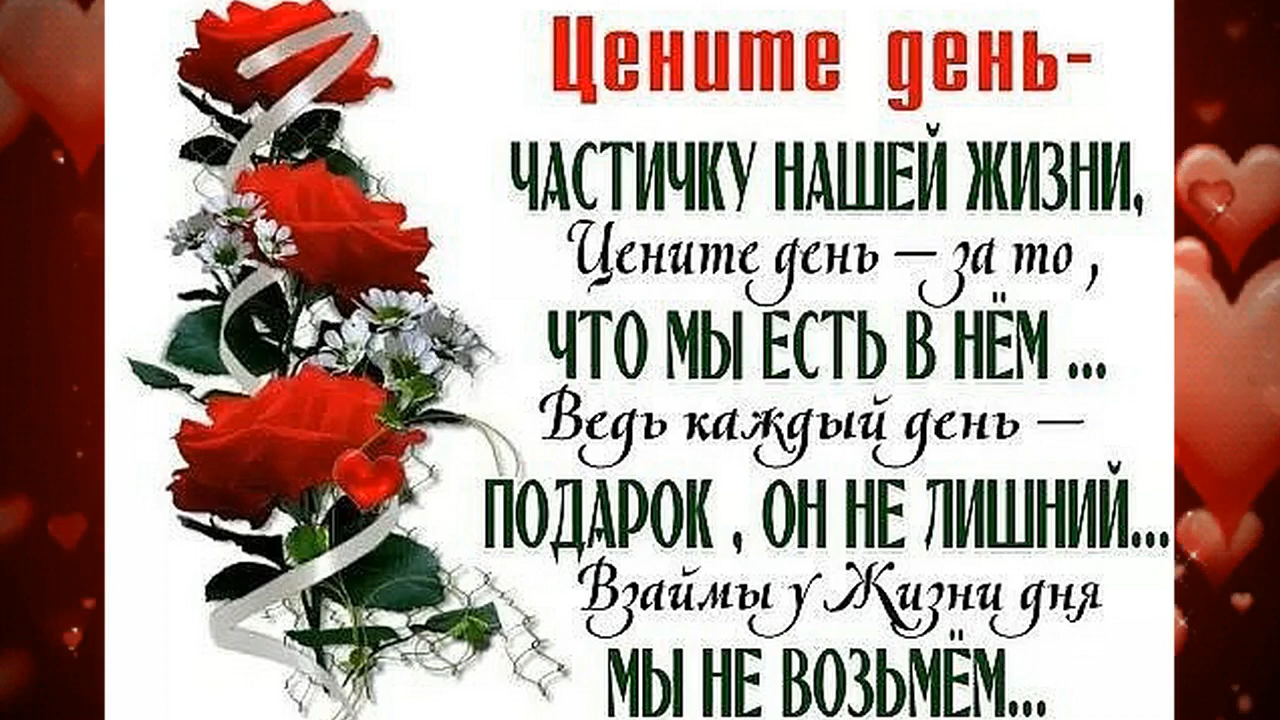 Цените день-
ЧАСТИЧКУ НАШЕЙ ЖИЗНИ,
Цените день – за то ,
ЧТО МЫ ЕСТЬ В НЁМ ...
Ведь каждый день –
ПОДАРОК , ОН НЕ ЛИШНИЙ...
Взаймы у Жизни дня
МЫ НЕ ВОЗЬМЁМ...